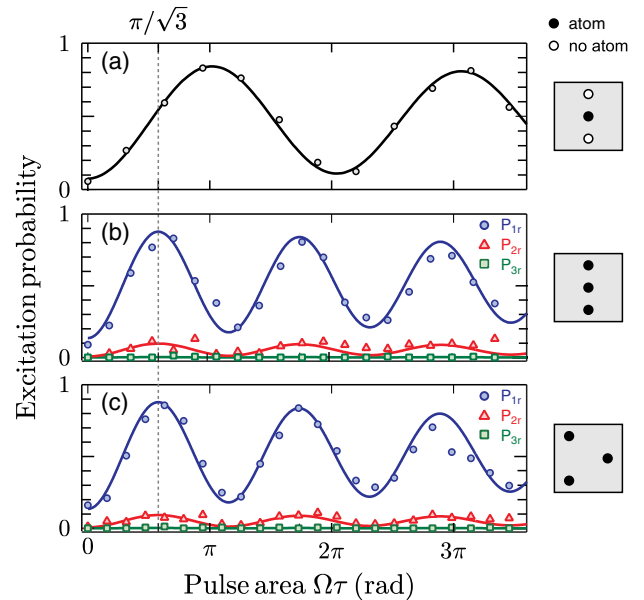 π/√3
atom
no atom
1
(a)
0
1
(b)
P1r
P2r
P3r
0
1
(c)
P1r
P2r
P3r
0
0 π 2π 3π
Excitation probability
Pulse area Ωτ (rad)